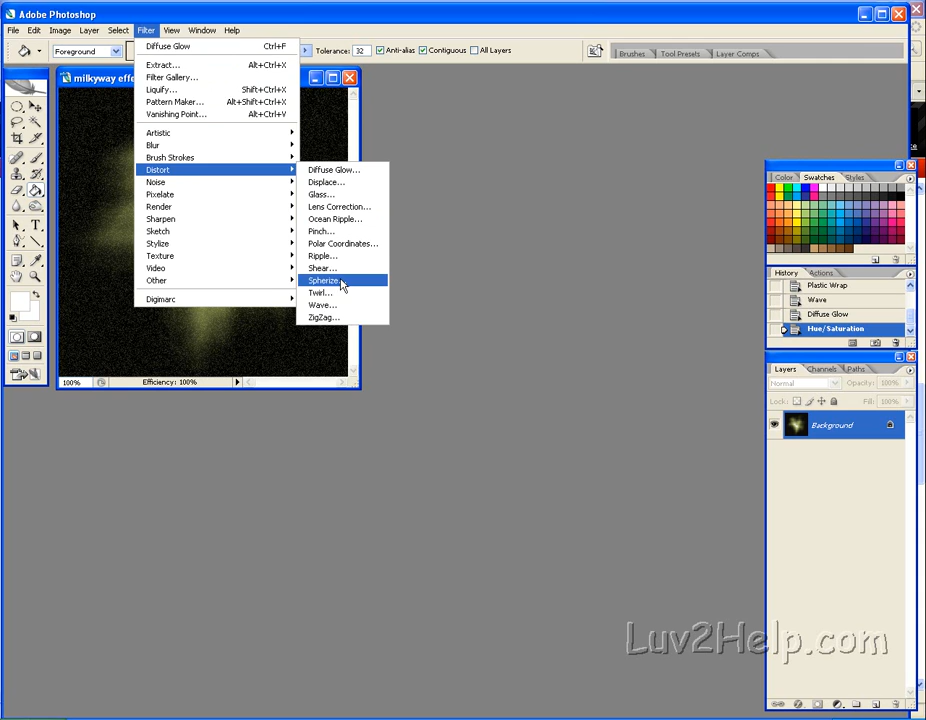 Adobe Photoshop
File Edit Image Layer Select Filter View Window Help
Foreground Tolerance: 32 Anti-alias Contiguous All Layers Brushes Tool Presets Layer Comps
milkyway effe
Diffuse Glow Ctrl+F
Extract... Alt+Ctrl+X
Filter Gallery...
Liquify... Shift+Ctrl+X
Pattern Maker... Alt+Shift+Ctrl+X
Vanishing Point... Alt+Ctrl+V
Artistic
Blur
Brush Strokes
Distort
Noise
Pixelate
Render
Sharpen
Sketch
Stylize
Texture
Video
Other
Digimarc
Diffuse Glow...
Displace...
Glass...
Lens Correction...
Ocean Ripple...
Pinch...
Polar Coordinates...
Ripple...
Shear...
Spherize...
Twirl...
Wave...
ZigZag...
100% Efficiency: 100%
Color Swatches Styles
History Actions
Plastic Wrap
Wave
Diffuse Glow
Hue/Saturation
Layers Channels Paths
Normal Opacity: 100%
Lock: Fill: 100%
Background
Luv2Help.com